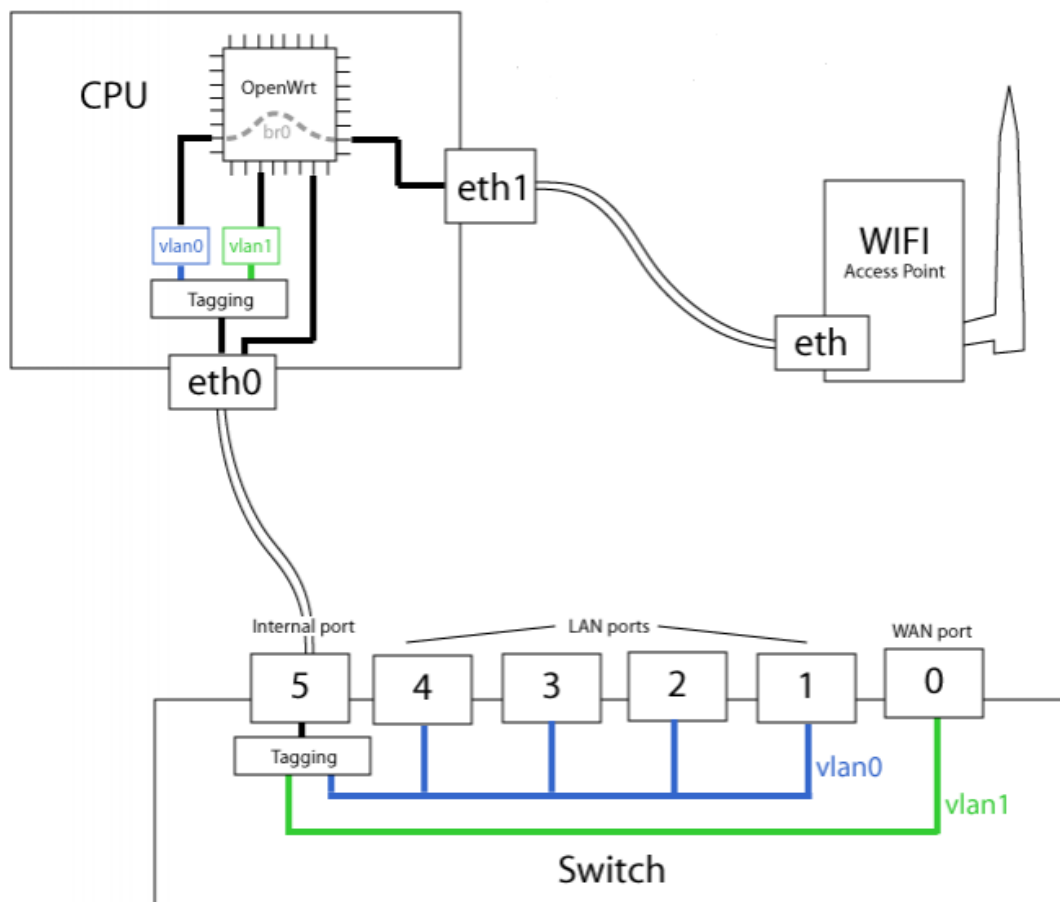 CPU
OpenWrt
br0
eth1
vlan0
vlan1
Tagging
eth0
WIFI
Access Point
eth
Internal port
LAN ports
WAN port
5
4
3
2
1
0
Tagging
vlan0
vlan1
Switch